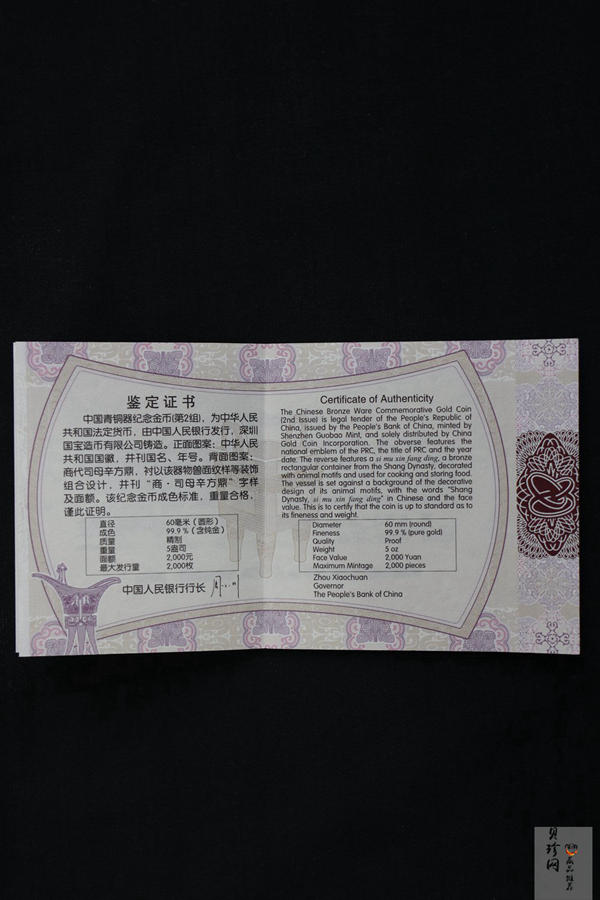 鉴定证书
中国青铜器纪念金币(第2组)，为中华人民
共和国法定货币，由中国人民银行发行，深圳
国宝造币有限公司铸造。正面图案：中华人民
共和国国徽，并刊国名、年号。背面图案：
商代司母辛方鼎，衬以该器物兽面纹样等装饰
组合设计，并刊“商·司母辛方鼎”字样
及面额。该纪念金币成色标准，重量合格，
谨此证明。
直径 60毫米（圆形）
成色 99.9％（含纯金）
质量 精制
重量 5盎司
面额 2,000元
最大发行量 2,000枚
中国人民银行行长
Certificate of Authenticity
The Chinese Bronze Ware Commemorative Gold Coin
(2nd Issue) is legal tender of the People's Republic of
China, issued by the People's Bank of China, minted by
Shenzhen Guobao Mint, and solely distributed by China
Gold Coin Incorporation. The obverse features the
national emblem of the PRC, the title of PRC and the year
date. The reverse features a si mu xin fang ding, a bronze
rectangular container from the Shang Dynasty, decorated
with animal motifs and used for cooking and storing food.
The vessel is set against a background of the decorative
design of its animal motifs, with the words "Shang
Dynasty, si mu xin fang ding" in Chinese and the face
value. This is to certify that the coin is up to standard as to
its fineness and weight.
Diameter 60 mm (round)
Fineness 99.9 % (pure gold)
Quality Proof
Weight 5 oz
Face Value 2,000 Yuan
Maximum Mintage 2,000 pieces
Zhou Xiaochuan
Governor
The People's Bank of China
贝珍网